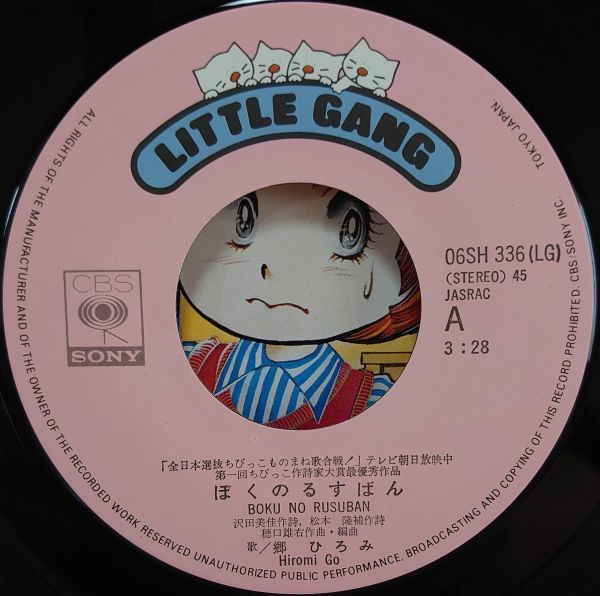 LITTLE GANG
CBS
SONY
06SH 336(LG)
(STEREO) 45
JASRAC
A
3:28
「全日本選抜ちびっこものまね歌合戦!」テレビ朝日放映中
第一回ちびっこ作詩家大賞最優秀作品
ぼくのるすばん
BOKU NO RUSUBAN
沢田美佳作詩, 松本 隆補作詩
穂口雄右作曲・編曲
歌/郷 ひろみ
Hiromi Go
ALL RIGHTS OF THE MANUFACTURER AND OF THE OWNER OF THE RECORDED WORK RESERVED UNAUTHORIZED PUBLIC PERFORMANCE, BROADCASTING AND COPYING OF THIS RECORD PROHIBITED. CBS/SONY INC. TOKYO JAPAN